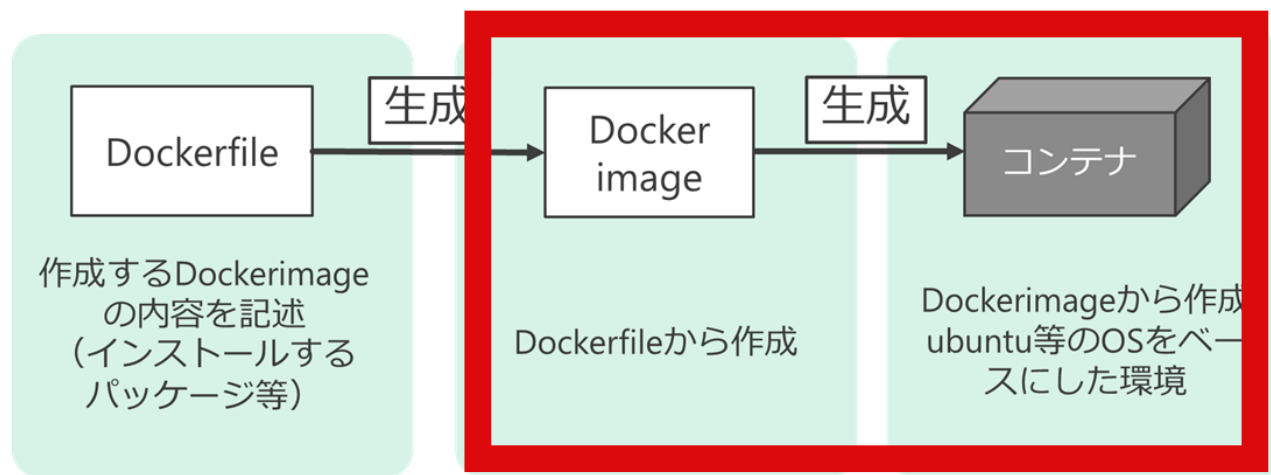 Dockerfile
生成
Docker
image
生成
コンテナ
作成するDockerimage
の内容を記述
（インストールする
パッケージ等）
Dockerfileから作成
Dockerimageから作成
ubuntu等のOSをベー
スにした環境